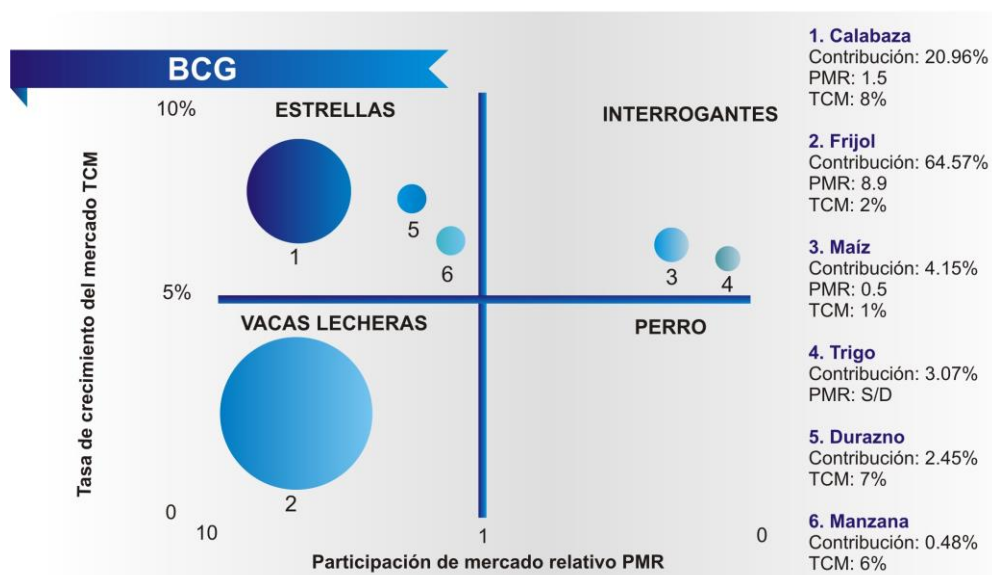 BCG
10%
ESTRELLAS
INTERROGANTES
1
5
6
3
4
Tasa de crecimiento del mercado TCM
5%
VACAS LECHERAS
PERRO
2
0
10
1
0
Participación de mercado relativo PMR
1. Calabaza
Contribución: 20.96%
PMR: 1.5
TCM: 8%
2. Frijol
Contribución: 64.57%
PMR: 8.9
TCM: 2%
3. Maíz
Contribución: 4.15%
PMR: 0.5
TCM: 1%
4. Trigo
Contribución: 3.07%
PMR: S/D
5. Durazno
Contribución: 2.45%
TCM: 7%
6. Manzana
Contribución: 0.48%
TCM: 6%